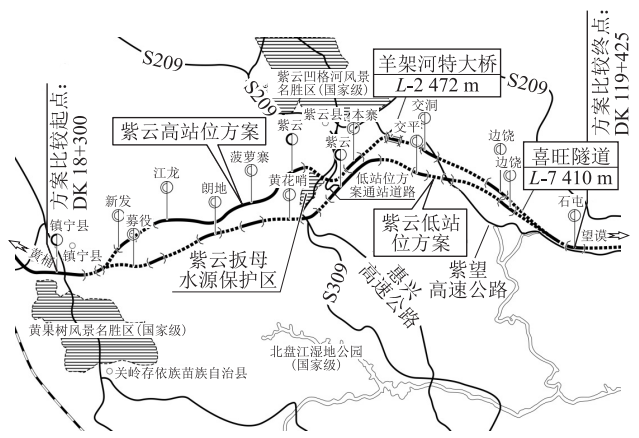 S209
S209
S209
S209
紫云凹格河风景
名胜区(国家级)
羊架河特大桥
L-2 472 m
方案比较起点：
DK 18+300
方案比较终点：
DK 119+425
紫云高站位方案
紫云
紫云县
本寨
紫云
交平
交洞
边饶
边饶
喜旺隧道
L-7 410 m
菠萝寨
江龙
朗地
黄花哨
低站位方
案通站道路
新发
募役
镇宁县
镇宁县
黄桶
石屯
望谟
紫云扳母
水源保护区
紫云低站
位方案
紫望
高速公路
惠兴
高速公路
S309
黄果树风景名胜区(国家级)
北盘江湿地公园
(国家级)
关岭存依族苗族自治县